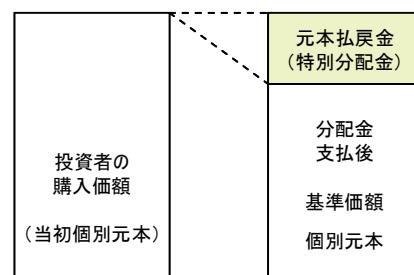 投資者の
購入価額
（当初個別元本）
元本払戻金
（特別分配金）
分配金
支払後
基準価額
個別元本